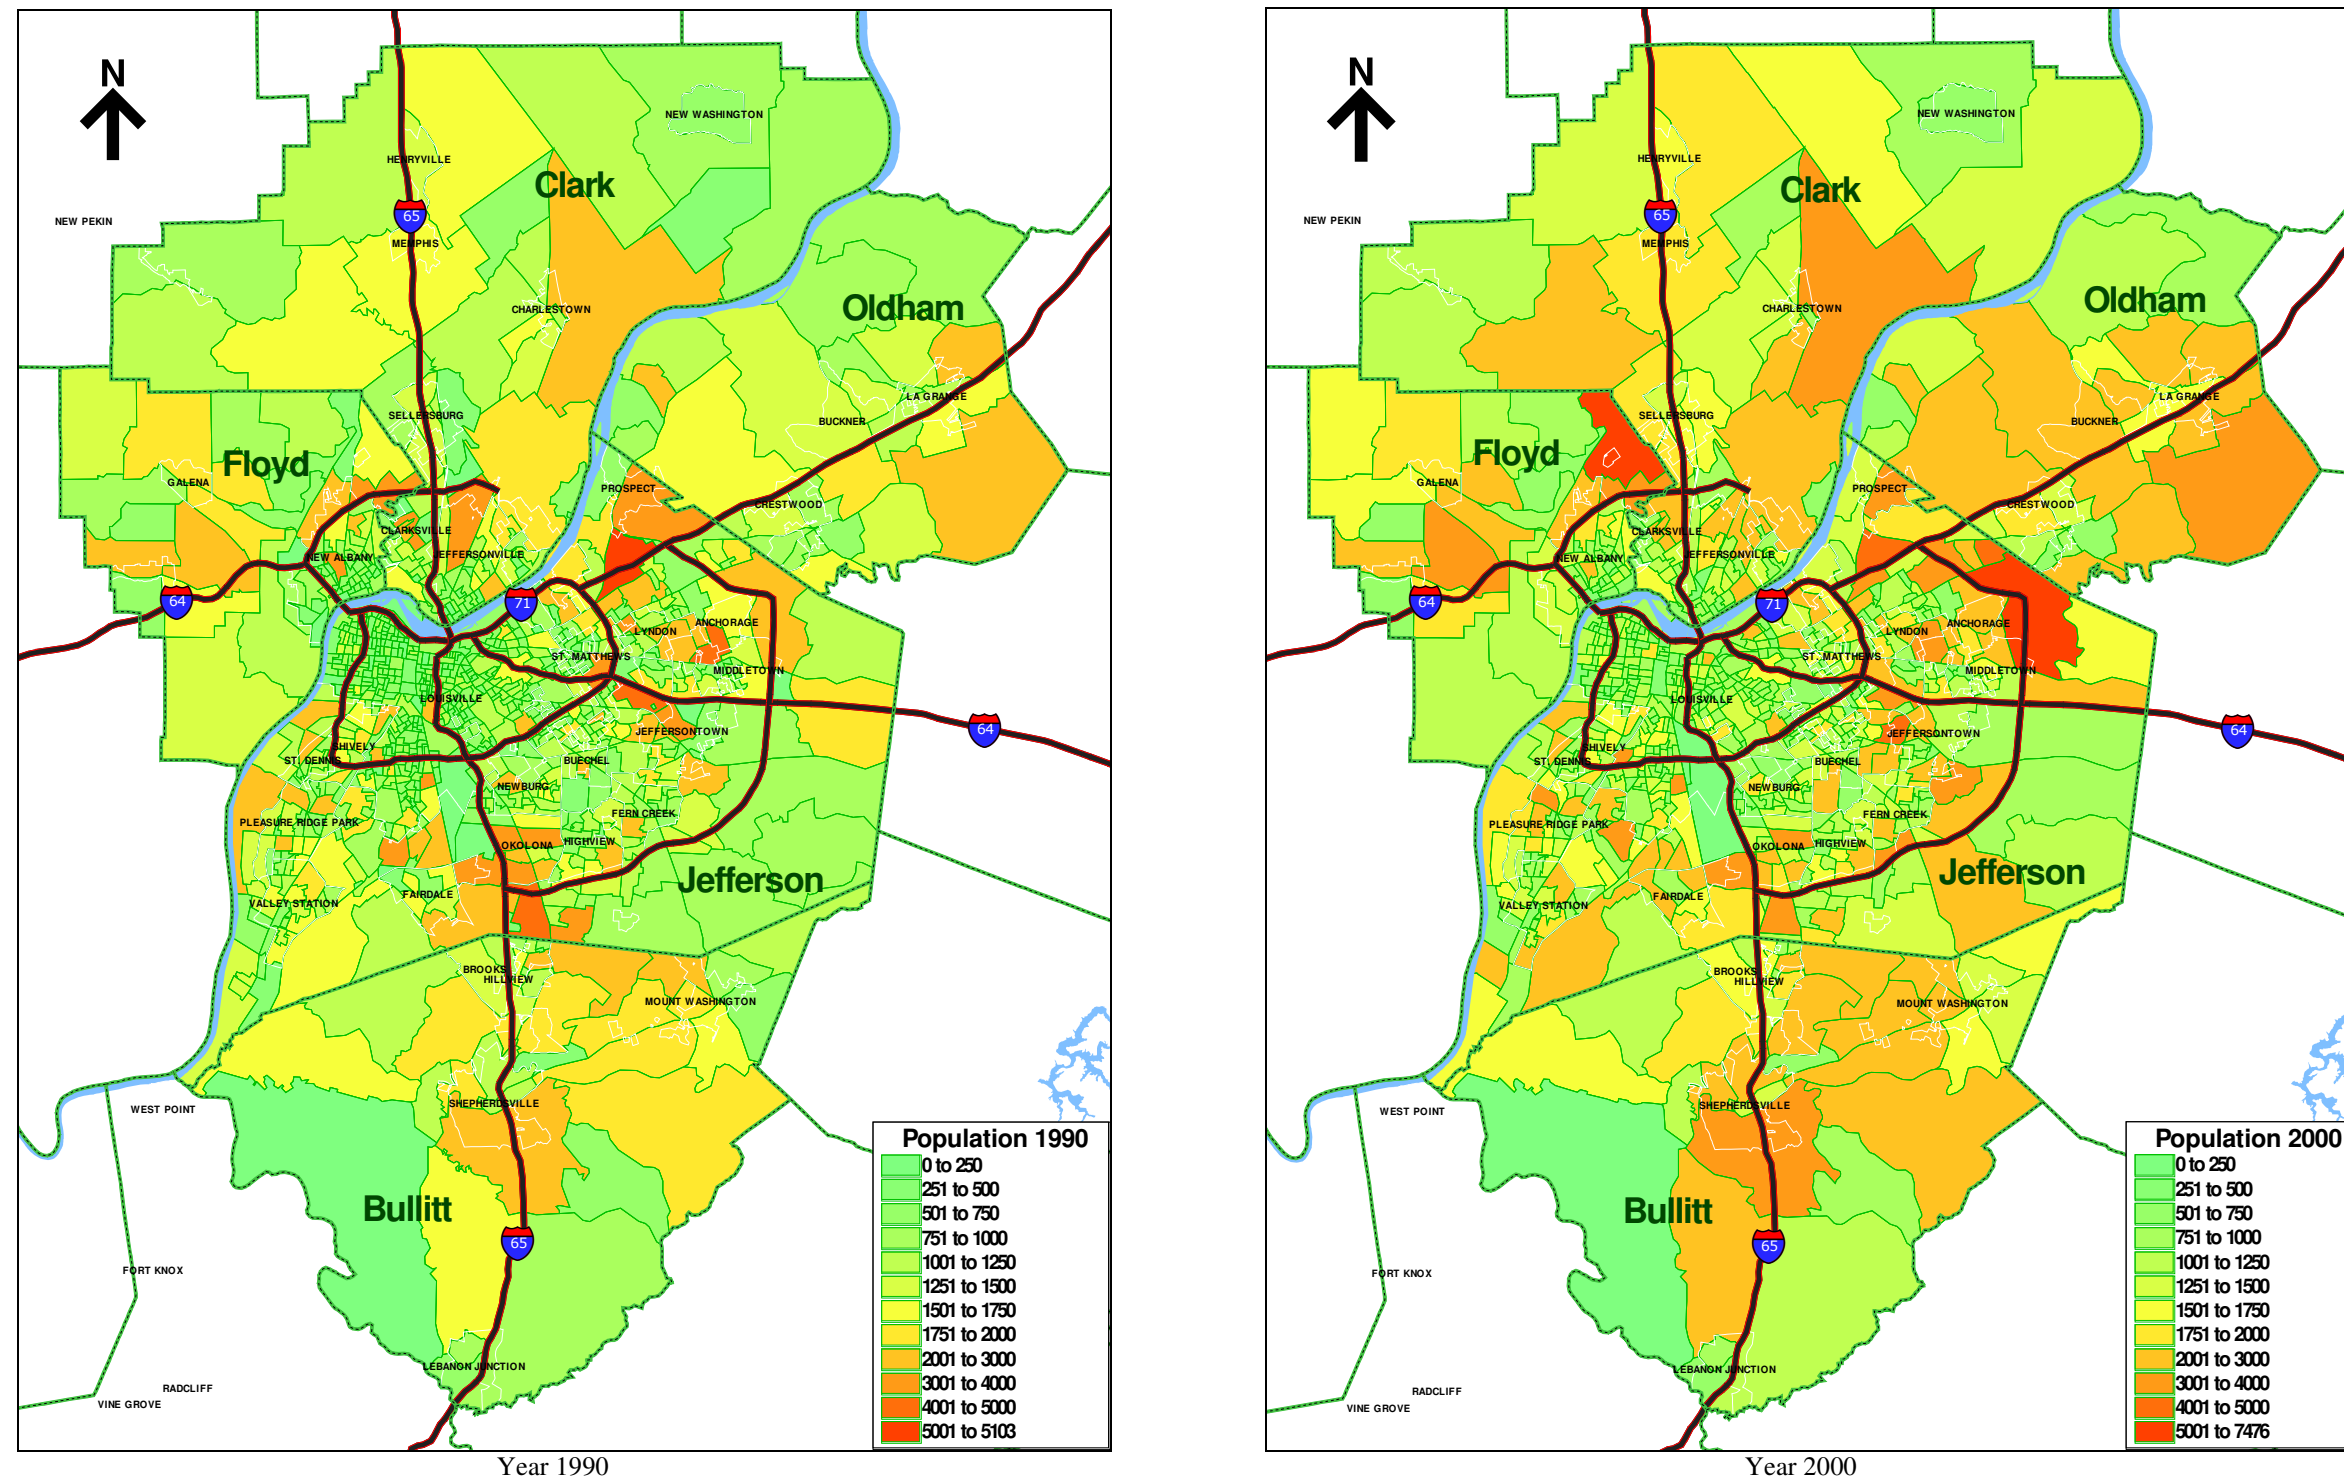 N
NEW WASHINGTON
HENRYVILLE
Clark
65
NEW PEKIN
MEMPHIS
Oldham
CHARLESTOWN
LA GRANGE
SELLERSBURG
BUCKNER
Floyd
GALENA
PROSPECT
CRESTWOOD
CLARKSVILLE
NEW ALBANY
JEFFERSONVILLE
64
71
ANCHORAGE
LYNDON
ST. MATTHEWS
MIDDLETOWN
LOUISVILLE
64
JEFFERSONTOWN
SHIVELY
ST. DENNIS
BUECHEL
NEWBURG
FERN CREEK
PLEASURE RIDGE PARK
OKOLONA
HIGHVIEW
Jefferson
FAIRDALE
VALLEY STATION
BROOKS
HILLVIEW
MOUNT WASHINGTON
SHEPHERDSVILLE
WEST POINT
Bullitt
65
FORT KNOX
LEBANON JUNCTION
RADCLIFF
VINE GROVE
Population 1990
0 to 250
251 to 500
501 to 750
751 to 1000
1001 to 1250
1251 to 1500
1501 to 1750
1751 to 2000
2001 to 3000
3001 to 4000
4001 to 5000
5001 to 5103
Year 1990
N
NEW WASHINGTON
HENRYVILLE
Clark
65
NEW PEKIN
MEMPHIS
Oldham
CHARLESTOWN
LA GRANGE
SELLERSBURG
BUCKNER
Floyd
GALENA
PROSPECT
CRESTWOOD
CLARKSVILLE
NEW ALBANY
JEFFERSONVILLE
64
71
ANCHORAGE
LYNDON
ST. MATTHEWS
MIDDLETOWN
LOUISVILLE
64
JEFFERSONTOWN
SHIVELY
ST. DENNIS
BUECHEL
NEWBURG
FERN CREEK
PLEASURE RIDGE PARK
OKOLONA
HIGHVIEW
Jefferson
FAIRDALE
VALLEY STATION
BROOKS
HILLVIEW
MOUNT WASHINGTON
SHEPHERDSVILLE
WEST POINT
Bullitt
65
FORT KNOX
LEBANON JUNCTION
RADCLIFF
VINE GROVE
Population 2000
0 to 250
251 to 500
501 to 750
751 to 1000
1001 to 1250
1251 to 1500
1501 to 1750
1751 to 2000
2001 to 3000
3001 to 4000
4001 to 5000
5001 to 7476
Year 2000